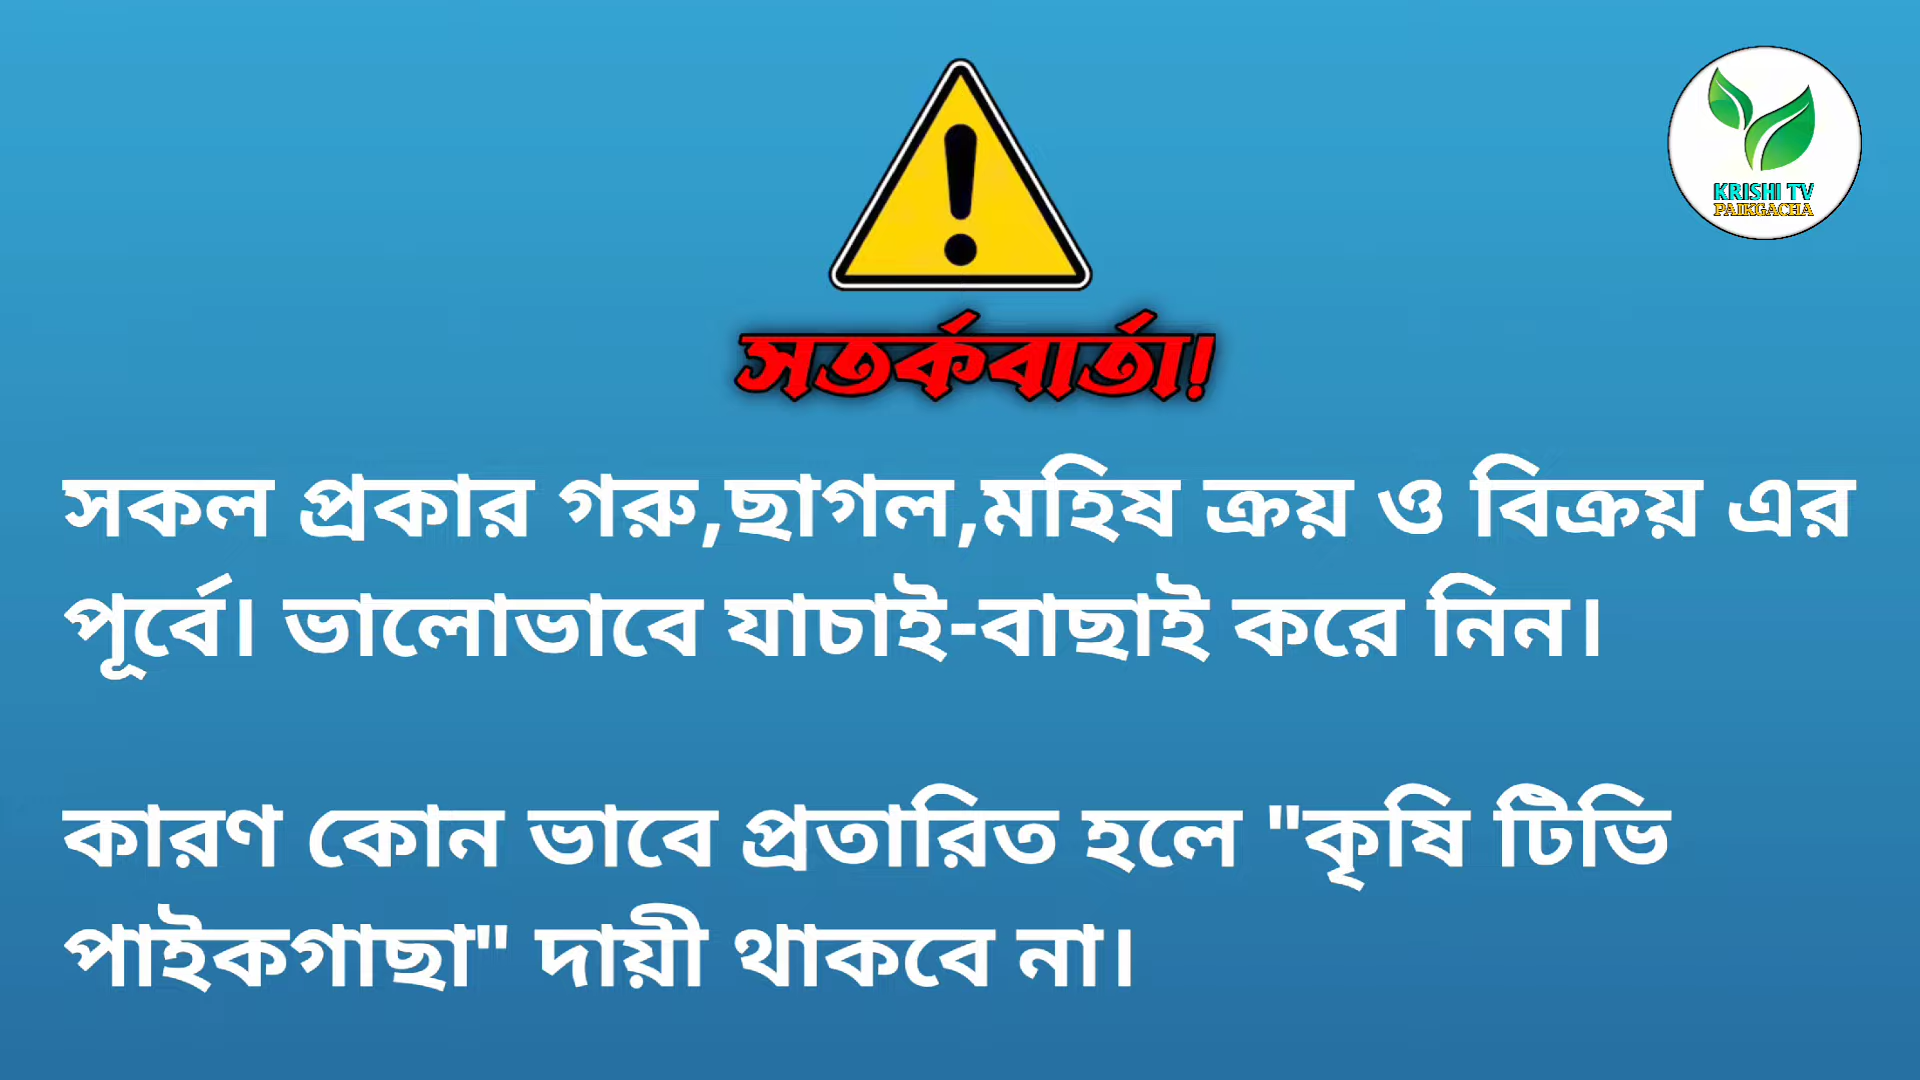 KRISHI TV
PAIKGACHA
সতর্কবার্তা!
সকল প্রকার গরু,ছাগল,মহিষ ক্রয় ও বিক্রয় এর
পূর্বে। ভালোভাবে যাচাই-বাছাই করে নিন।
কারণ কোন ভাবে প্রতারিত হলে "কৃষি টিভি
পাইকগাছা" দায়ী থাকবে না।